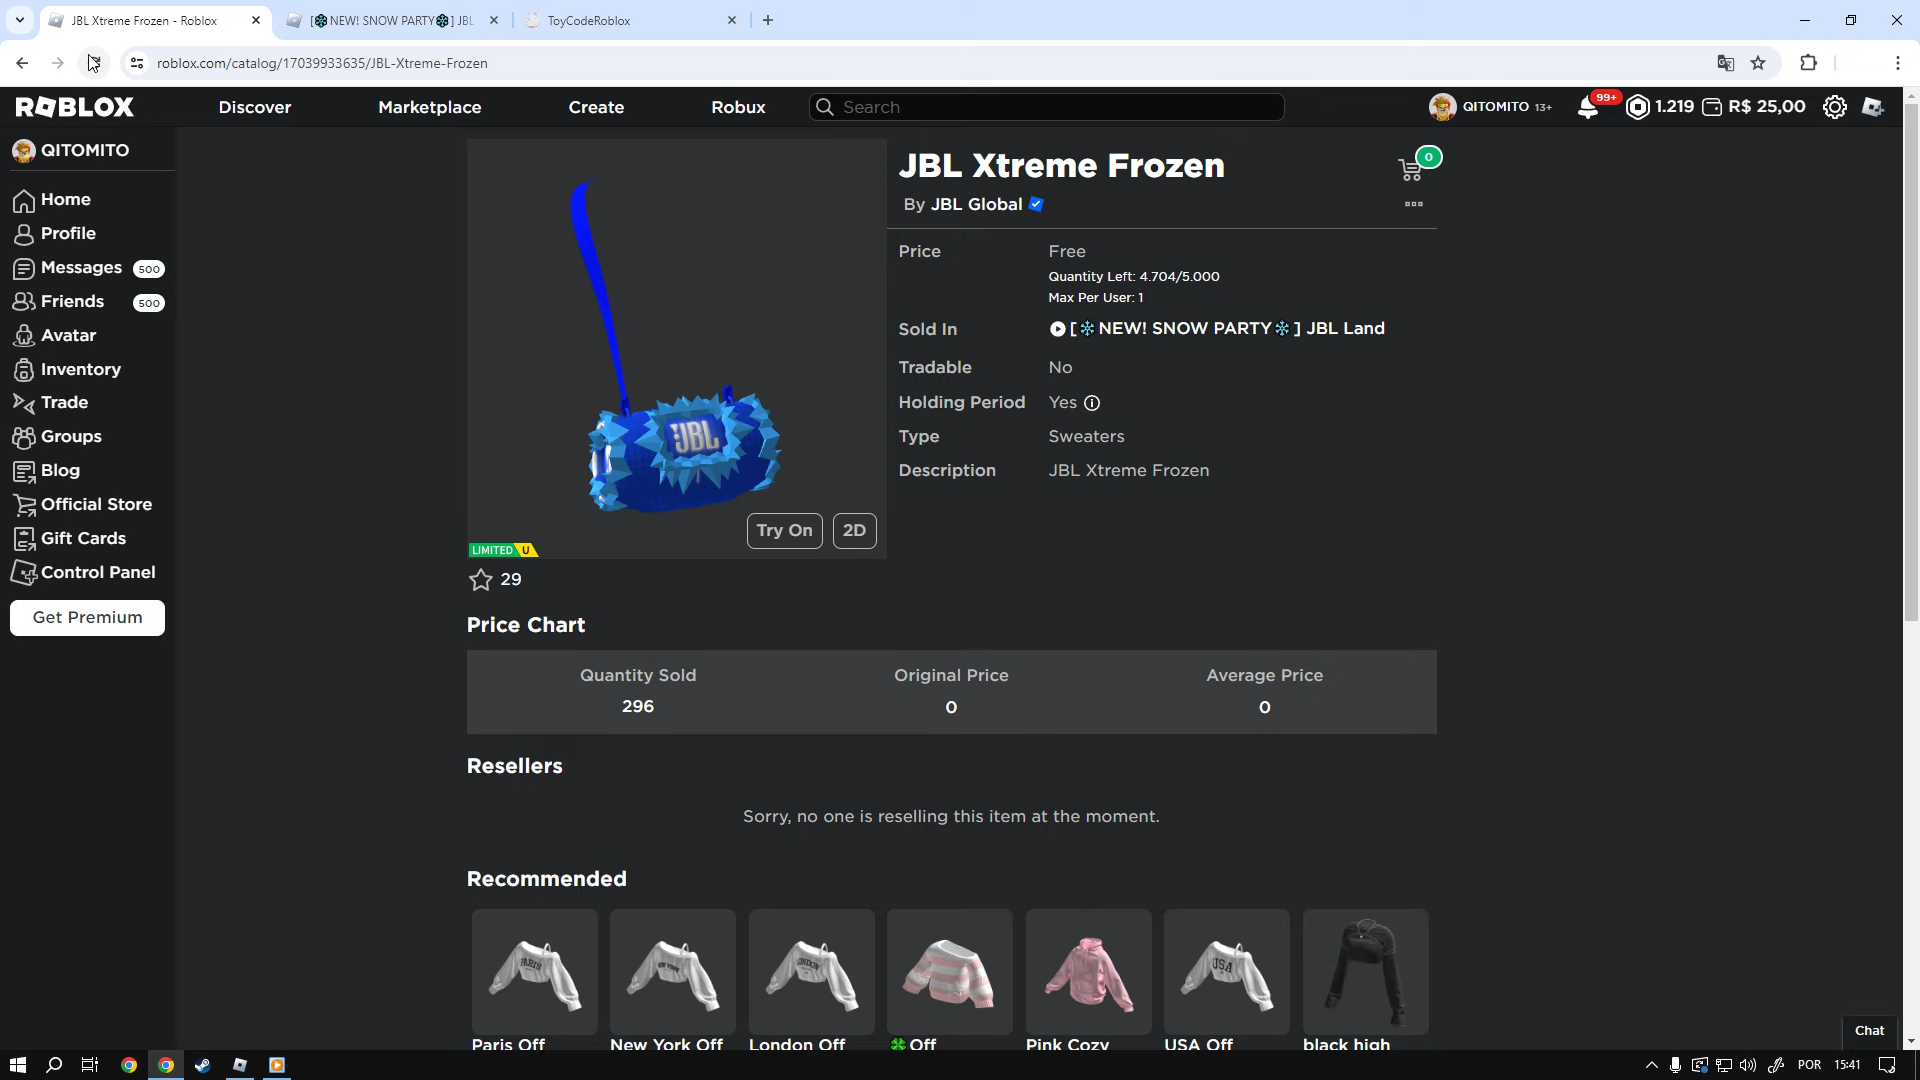 JBL Xtreme Frozen - Roblox
[❄NEW! SNOW PARTY❄] JBL
ToyCodeRoblox
roblox.com/catalog/17039933635/JBL-Xtreme-Frozen
ROBLOX
Discover
Marketplace
Create
Robux
Search
QITOMITO 13+
99+
1.219
R$ 25,00
QITOMITO
Home
Profile
Messages 500
Friends 500
Avatar
Inventory
Trade
Groups
Blog
Official Store
Gift Cards
Control Panel
Get Premium
JBL
Try On
2D
LIMITED U
29
JBL Xtreme Frozen
0
By JBL Global
Price Free
Quantity Left: 4.704/5.000
Max Per User: 1
Sold In [❄NEW! SNOW PARTY❄] JBL Land
Tradable No
Holding Period Yes
Type Sweaters
Description JBL Xtreme Frozen
Price Chart
Quantity Sold Original Price Average Price
296 0 0
Resellers
Sorry, no one is reselling this item at the moment.
Recommended
PARIS
NEW YORK
LONDON
USA
Paris Off
New York Off
London Off
🍀 Off
Pink Cozy
USA Off
black high
Chat
POR
15:41